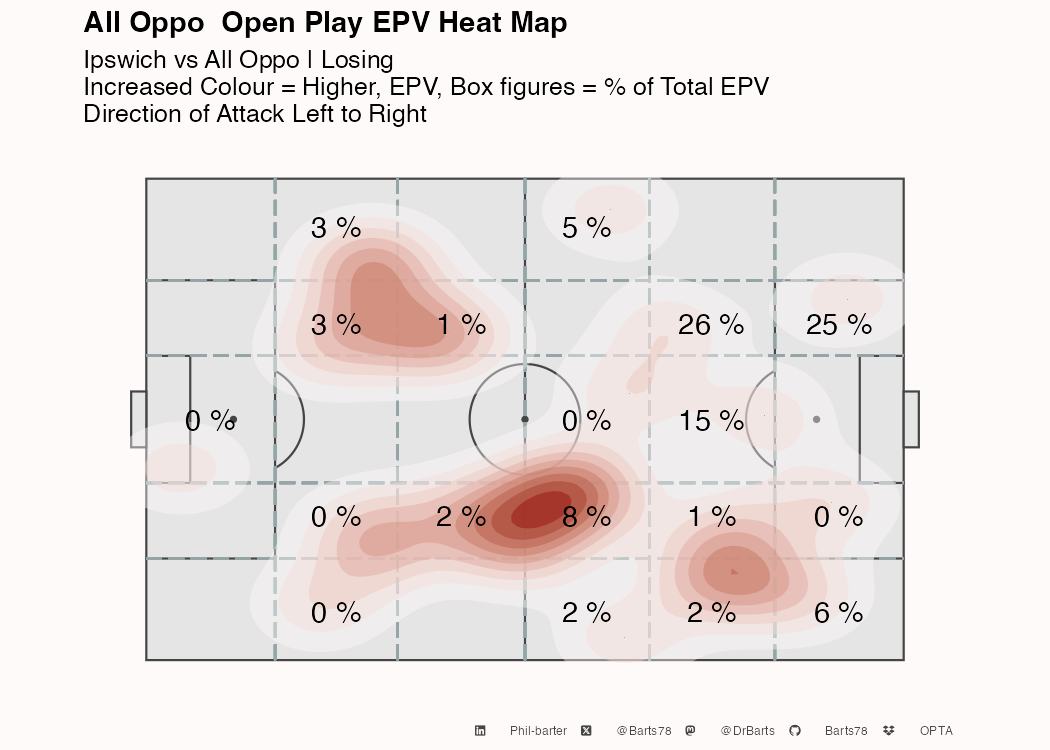 All Oppo  Open Play EPV Heat Map
Ipswich vs All Oppo | Losing
Increased Colour = Higher, EPV, Box figures = % of Total EPV
Direction of Attack Left to Right
3 % 5 %
3 % 1 % 26 % 25 %
0 % 0 % 15 %
0 % 2 % 8 % 1 % 0 %
0 % 2 % 2 % 6 %
Phil-barter @Barts78 @DrBarts Barts78 OPTA